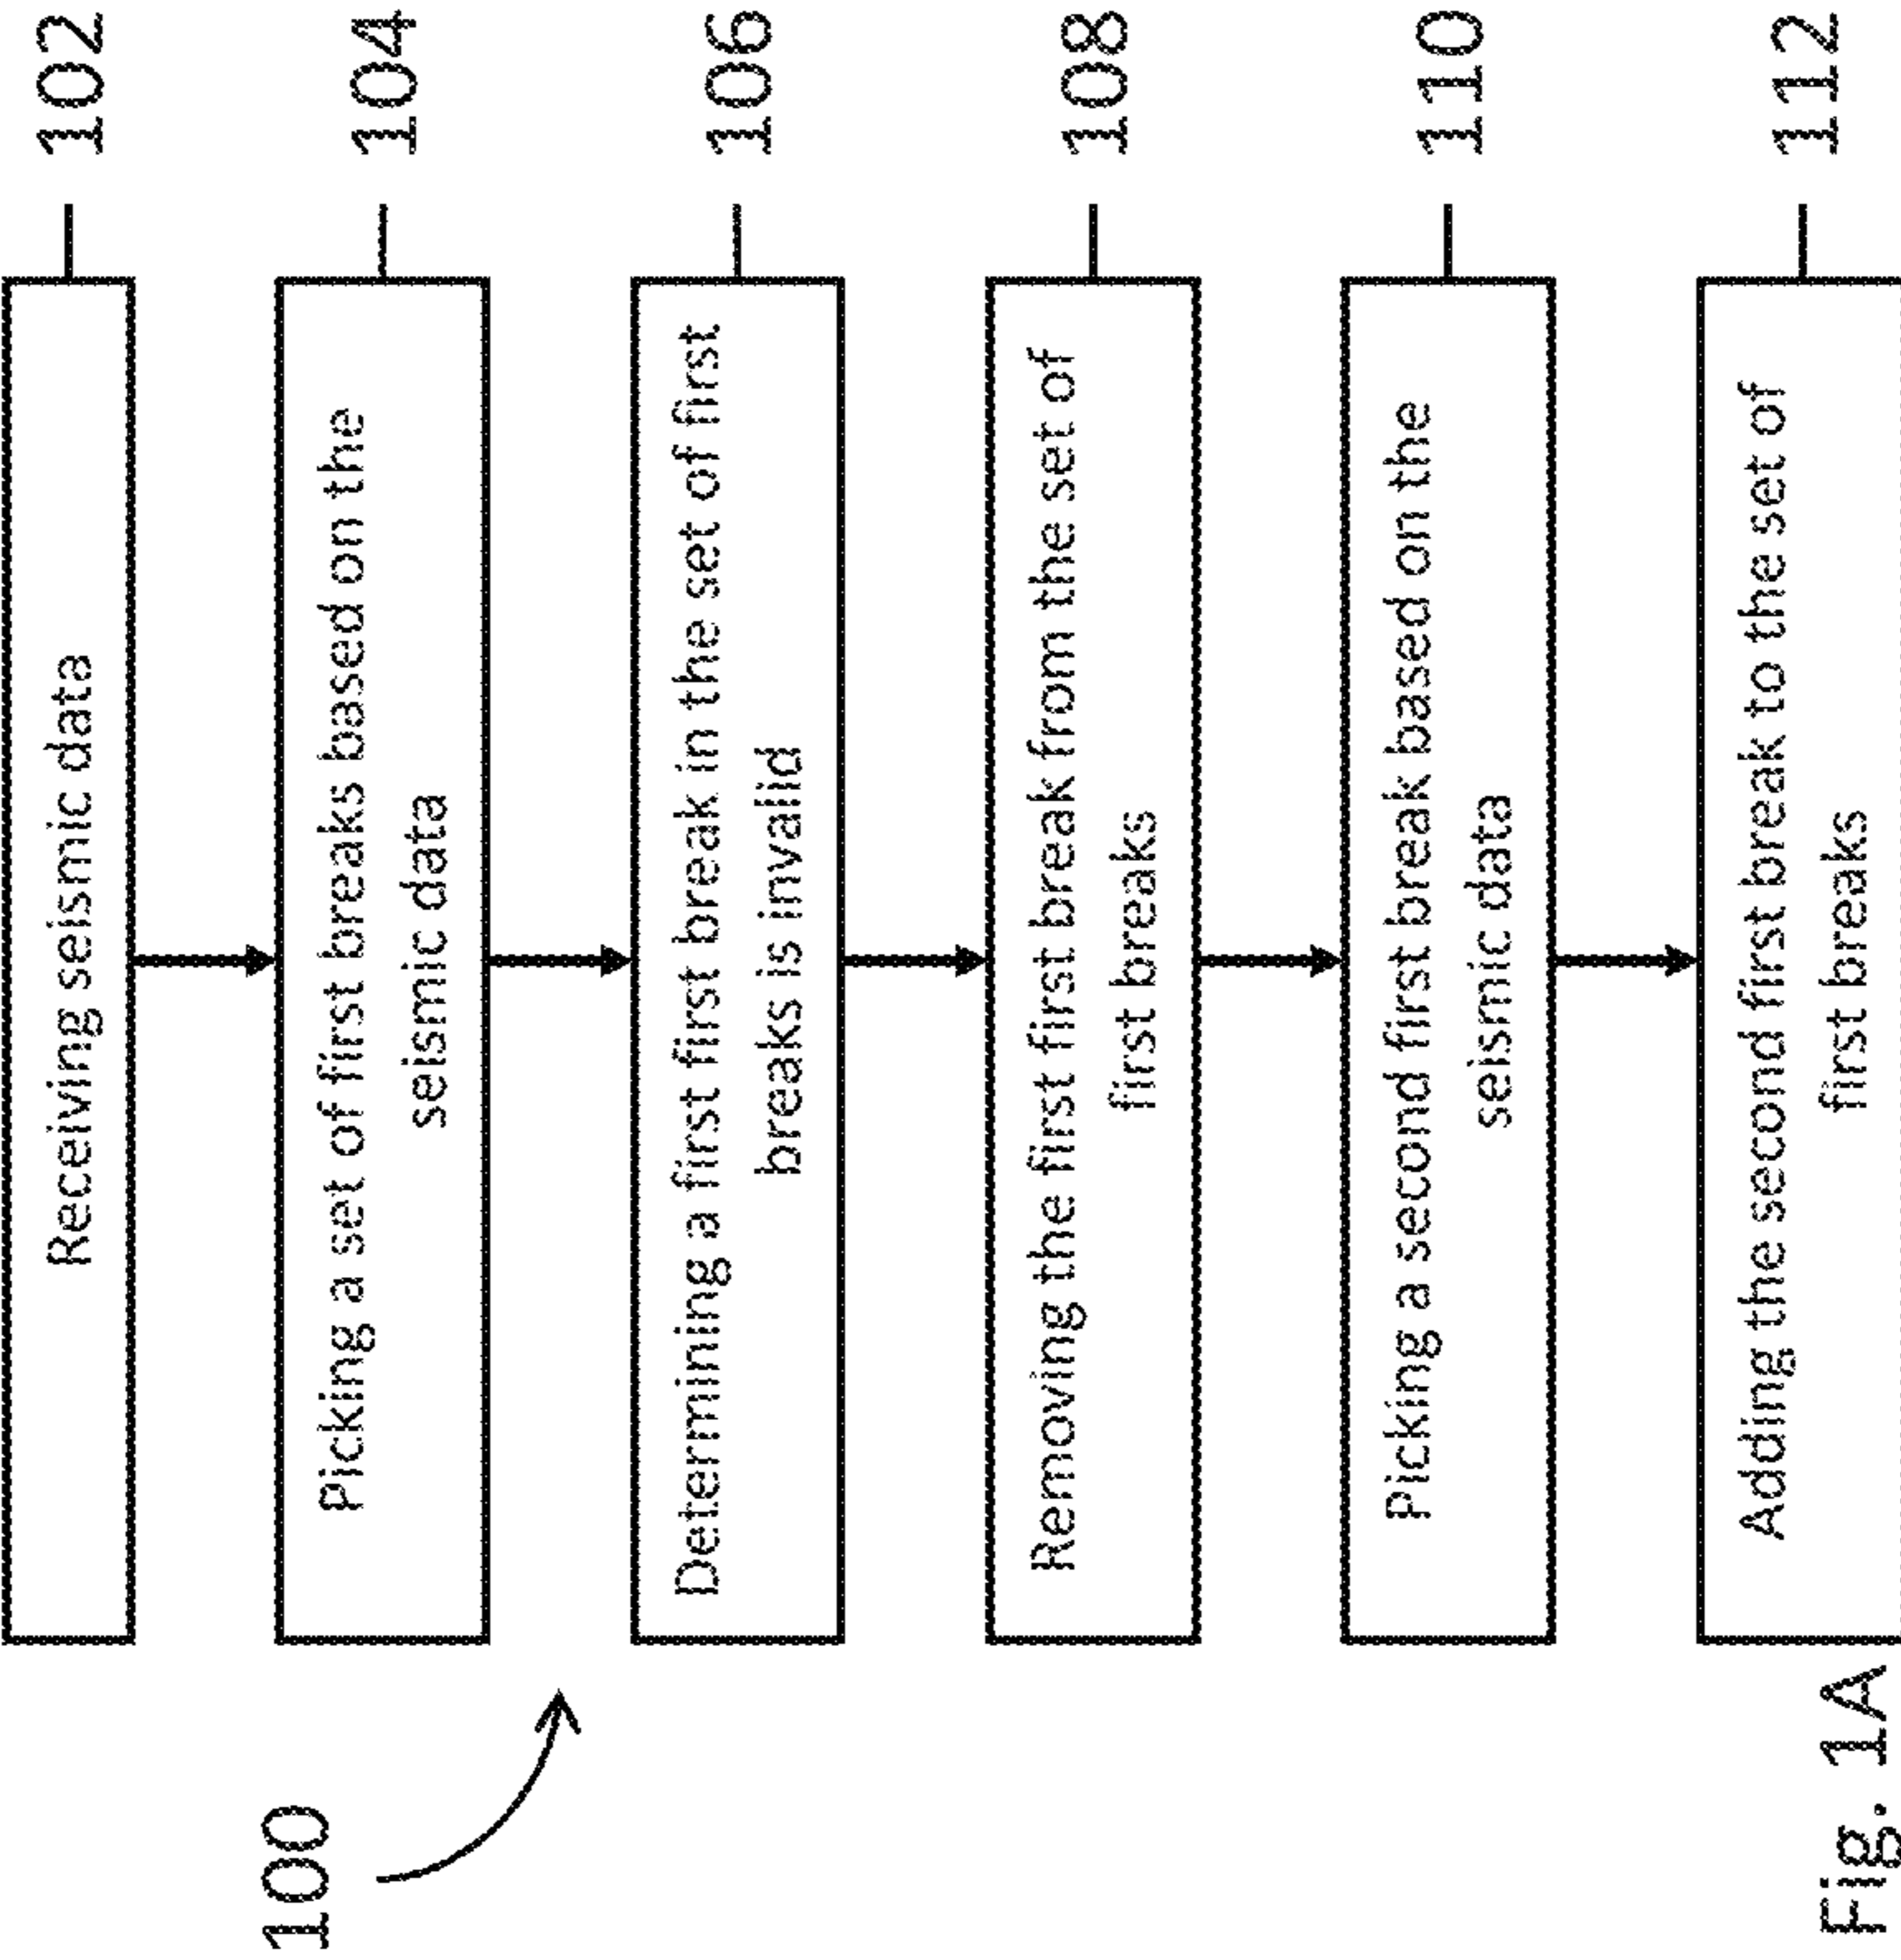 100
Receiving seismic data
102
Picking a set of first breaks based on the
seismic data
104
Determining a first first break in the set of first
breaks is invalid
106
Removing the first first break from the set of
first breaks
108
Picking a second first break based on the
seismic data
110
Adding the second first break to the set of
first breaks
112
Fig. 1A